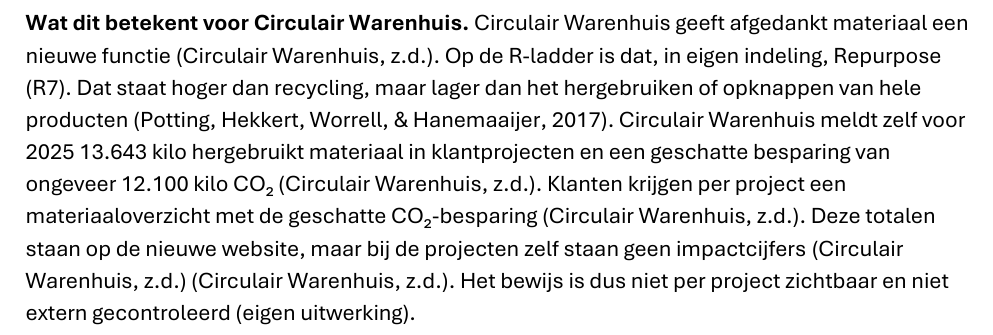 Wat dit betekent voor Circulair Warenhuis. Circulair Warenhuis geeft afgedankt materiaal een
nieuwe functie (Circulair Warenhuis, z.d.). Op de R-ladder is dat, in eigen indeling, Repurpose
(R7). Dat staat hoger dan recycling, maar lager dan het hergebruiken of opknappen van hele
producten (Potting, Hekkert, Worrell, & Hanemaaijer, 2017). Circulair Warenhuis meldt zelf voor
2025 13.643 kilo hergebruikt materiaal in klantprojecten en een geschatte besparing van
ongeveer 12.100 kilo CO₂ (Circulair Warenhuis, z.d.). Klanten krijgen per project een
materiaaloverzicht met de geschatte CO₂-besparing (Circulair Warenhuis, z.d.). Deze totalen
staan op de nieuwe website, maar bij de projecten zelf staan geen impactcijfers (Circulair
Warenhuis, z.d.) (Circulair Warenhuis, z.d.). Het bewijs is dus niet per project zichtbaar en niet
extern gecontroleerd (eigen uitwerking).